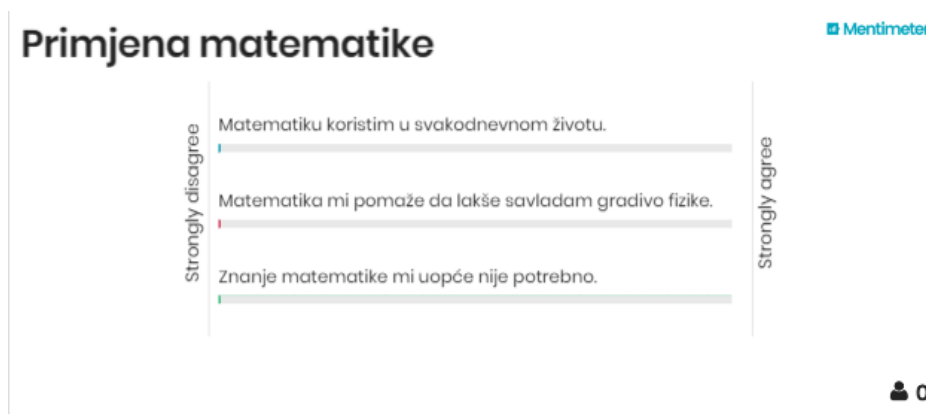 Primjena matematike
Mentimeter
Strongly disagree
Matematiku koristim u svakodnevnom životu.
Matematika mi pomaže da lakše savladam gradivo fizike.
Znanje matematike mi uopće nije potrebno.
Strongly agree
0